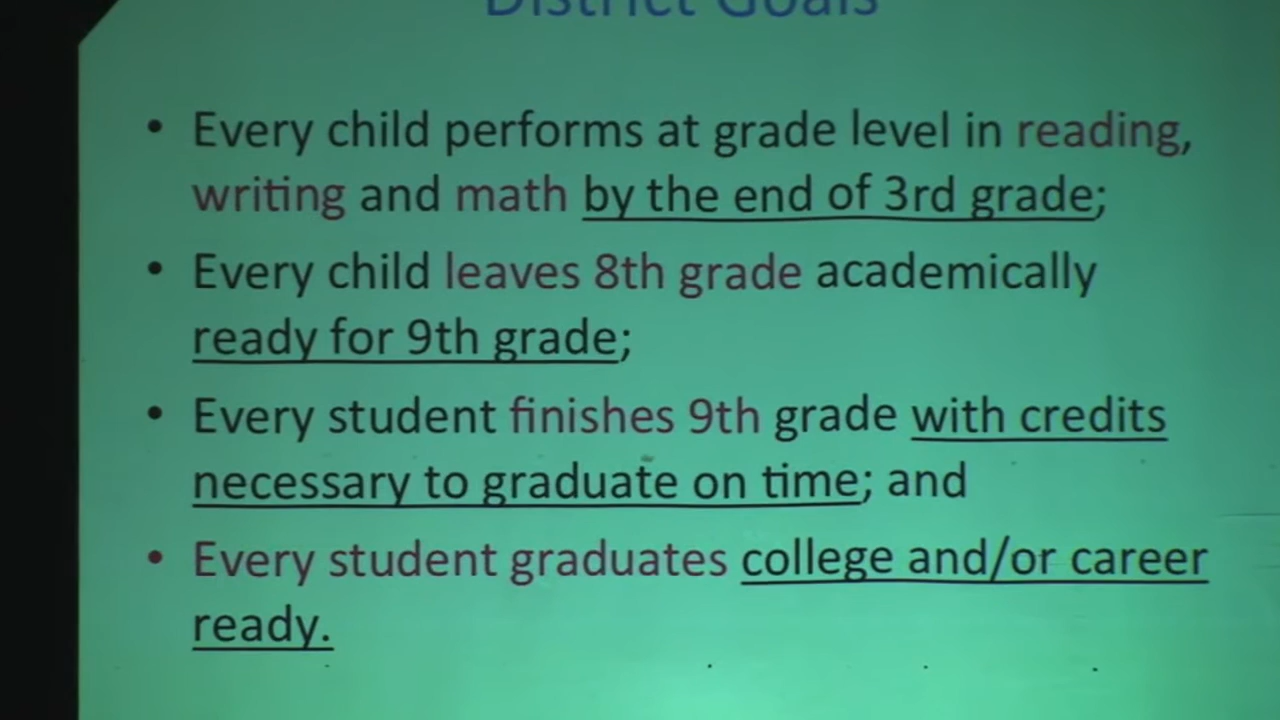 District Goals
• Every child performs at grade level in reading,
writing and math by the end of 3rd grade;
• Every child leaves 8th grade academically
ready for 9th grade;
• Every student finishes 9th grade with credits
necessary to graduate on time; and
• Every student graduates college and/or career
ready.